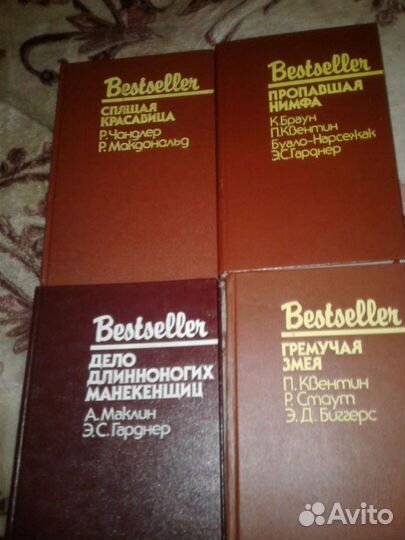 Bestseller
СПЯЩАЯ
КРАСАВИЦА
Р. Чандлер
Р. Макдональд
Bestseller
ПРОПАВШАЯ
НИМФА
К. Браун
П. Квентин
Буало-Нарсежак
Э.С. Гарднер
Bestseller
ДЕЛО
ДЛИННОНОГИХ
МАНЕКЕНЩИЦ
А. Маклин
Э.С. Гарднер
Bestseller
ГРЕМУЧАЯ
ЗМЕЯ
П. Квентин
Р. Стаут
Э. Д. Биггерс
Avito